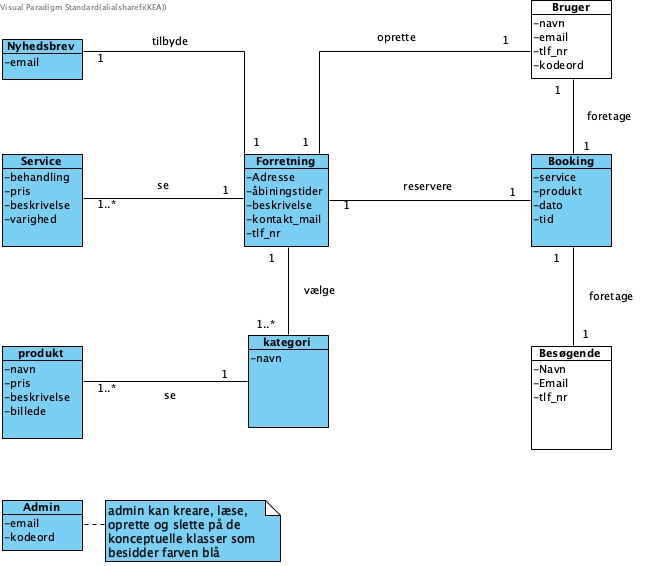 Visual Paradigm Standard(alialsharefi(KEA))
Bruger
-navn
-email
-tlf_nr
-kodeord
Nyhedsbrev
-email
tilbyde
1
1
oprette
1
1
1
foretage
1
Service
-behandling
-pris
-beskrivelse
-varighed
se
1..*
1
Forretning
-Adresse
-åbiningstider
-beskrivelse
-kontakt_mail
-tlf_nr
reservere
1
1
Booking
-service
-produkt
-dato
-tid
1
vælge
1..*
1
foretage
1
produkt
-navn
-pris
-beskrivelse
-billede
1..*
se
1
kategori
-navn
Besøgende
-Navn
-Email
-tlf_nr
Admin
-email
-kodeord
admin kan kreare, læse,
oprette og slette på de
konceptuelle klasser som
besidder farven blå